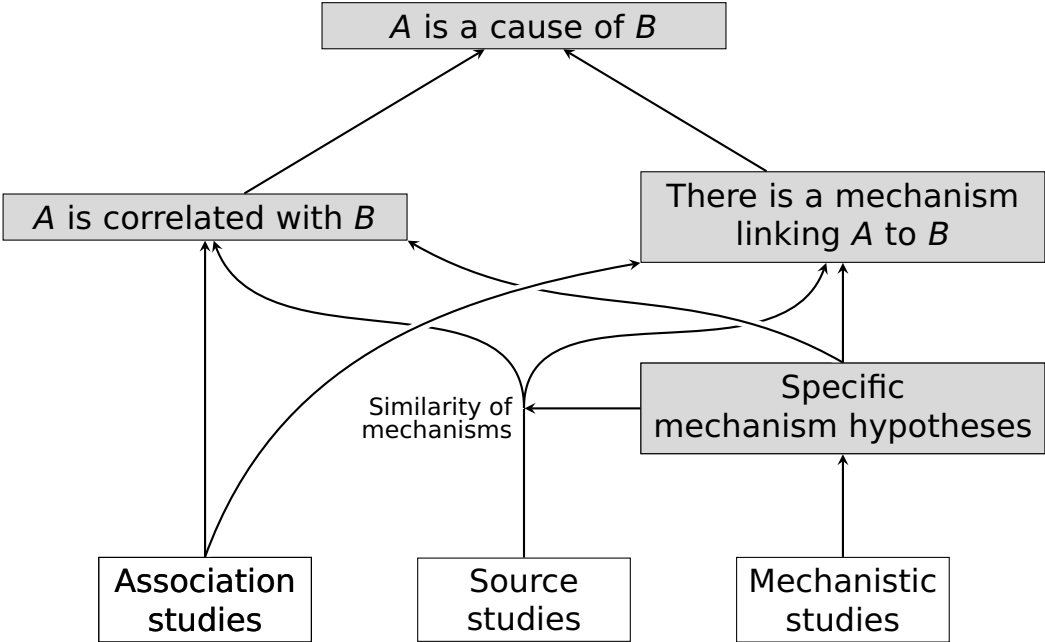 A is a cause of B
A is correlated with B
There is a mechanism
linking A to B
Similarity of
mechanisms
Specific
mechanism hypotheses
Association
studies
Source
studies
Mechanistic
studies